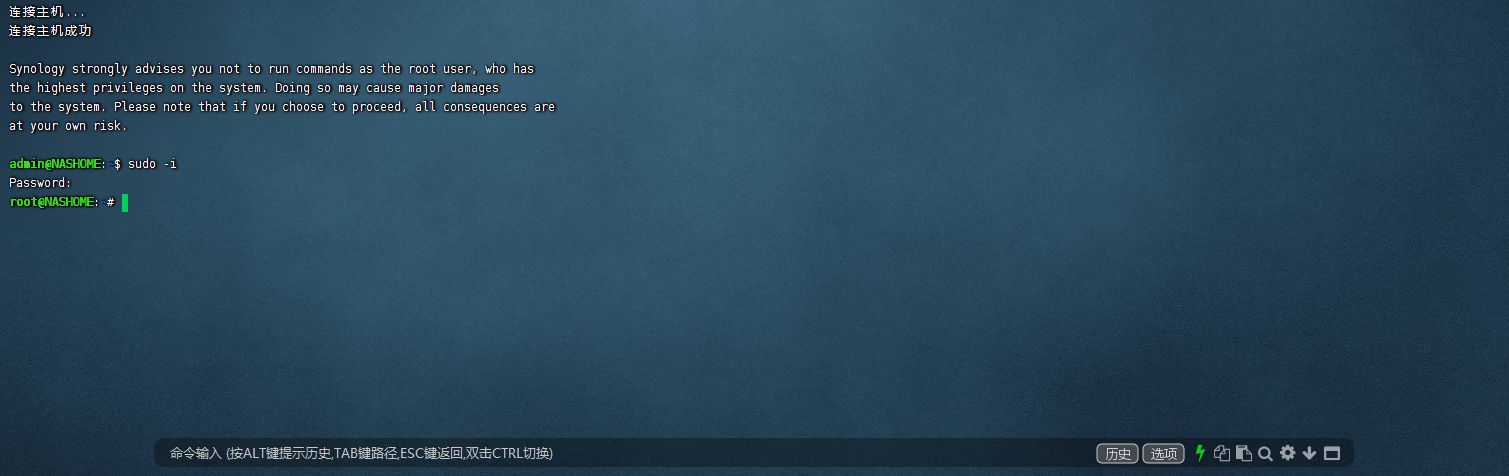 连接主机...
连接主机成功
Synology strongly advises you not to run commands as the root user, who has
the highest privileges on the system. Doing so may cause major damages
to the system. Please note that if you choose to proceed, all consequences are
at your own risk.
admin@NASHOME:~$ sudo -i
Password:
root@NASHOME:~#
命令输入 (按ALT键提示历史,TAB键路径,ESC键返回,双击CTRL切换)
历史 选项